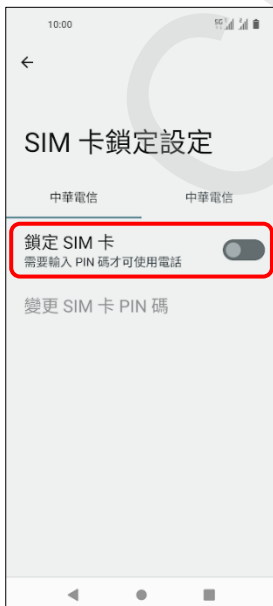 10:00
5G
SIM 卡鎖定設定
中華電信 中華電信
鎖定 SIM 卡
需要輸入 PIN 碼才可使用電話
變更 SIM 卡 PIN 碼